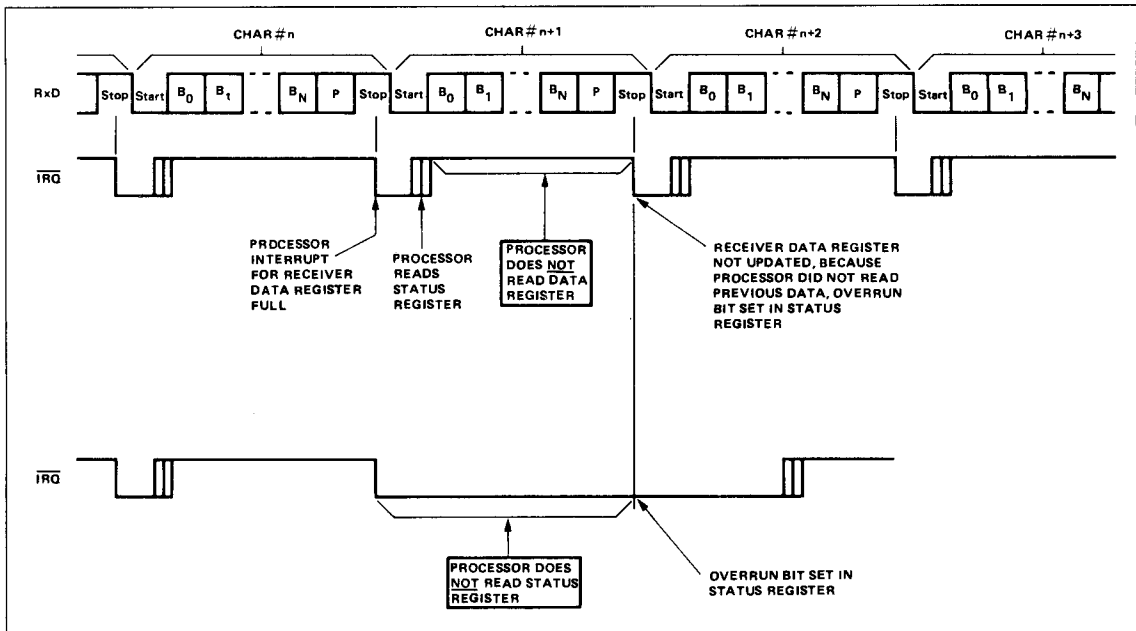 CHAR#n CHAR#n+1 CHAR#n+2 CHAR#n+3
RxD Stop Start B0 B1 BN P Stop Start B0 B1 BN P Stop Start B0 B1 BN P Stop Start B0 B1 BN
IRQ
PROCESSOR
INTERRUPT
FOR RECEIVER
DATA REGISTER
FULL
PROCESSOR
READS
STATUS
REGISTER
PROCESSOR
DOES NOT
READ DATA
REGISTER
RECEIVER DATA REGISTER
NOT UPDATED, BECAUSE
PROCESSOR DID NOT READ
PREVIOUS DATA, OVERRUN
BIT SET IN STATUS
REGISTER
IRQ
PROCESSOR DOES
NOT READ STATUS
REGISTER
OVERRUN BIT SET IN
STATUS REGISTER